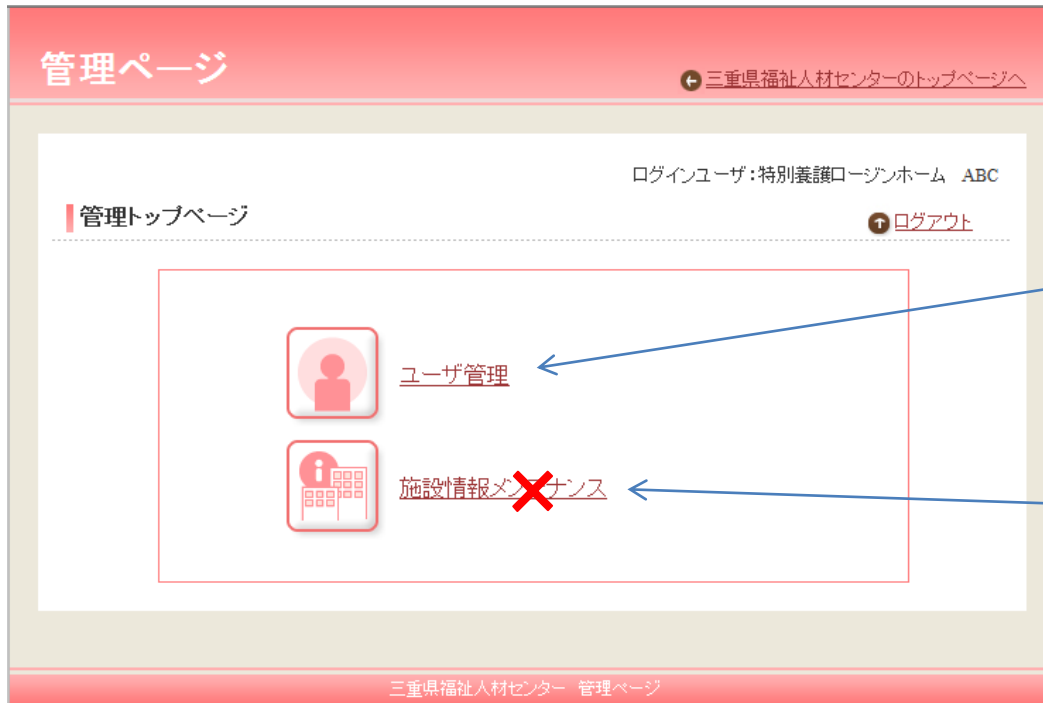 管理ページ
三重県福祉人材センターのトップページへ
ログインユーザ:特別養護ロージンホーム ABC
管理トップページ
ログアウト
ユーザ管理
施設情報メンテナンス
三重県福祉人材センター 管理ページ